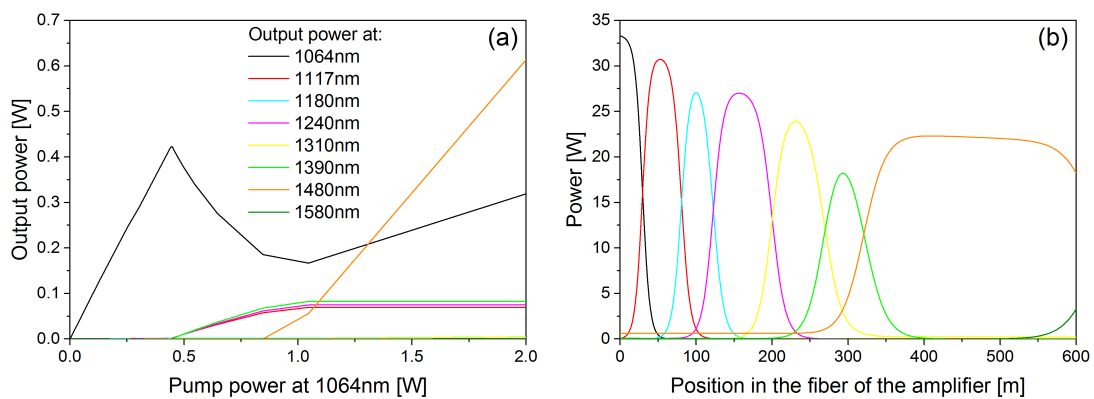 (a)
Output power at:
1064nm
1117nm
1180nm
1240nm
1310nm
1390nm
1480nm
1580nm
0.7
0.6
0.5
0.4
0.3
0.2
0.1
0.0
Output power [W]
0.0 0.5 1.0 1.5 2.0
Pump power at 1064nm [W]
(b)
35
30
25
20
15
10
5
0
Power [W]
0 100 200 300 400 500 600
Position in the fiber of the amplifier [m]